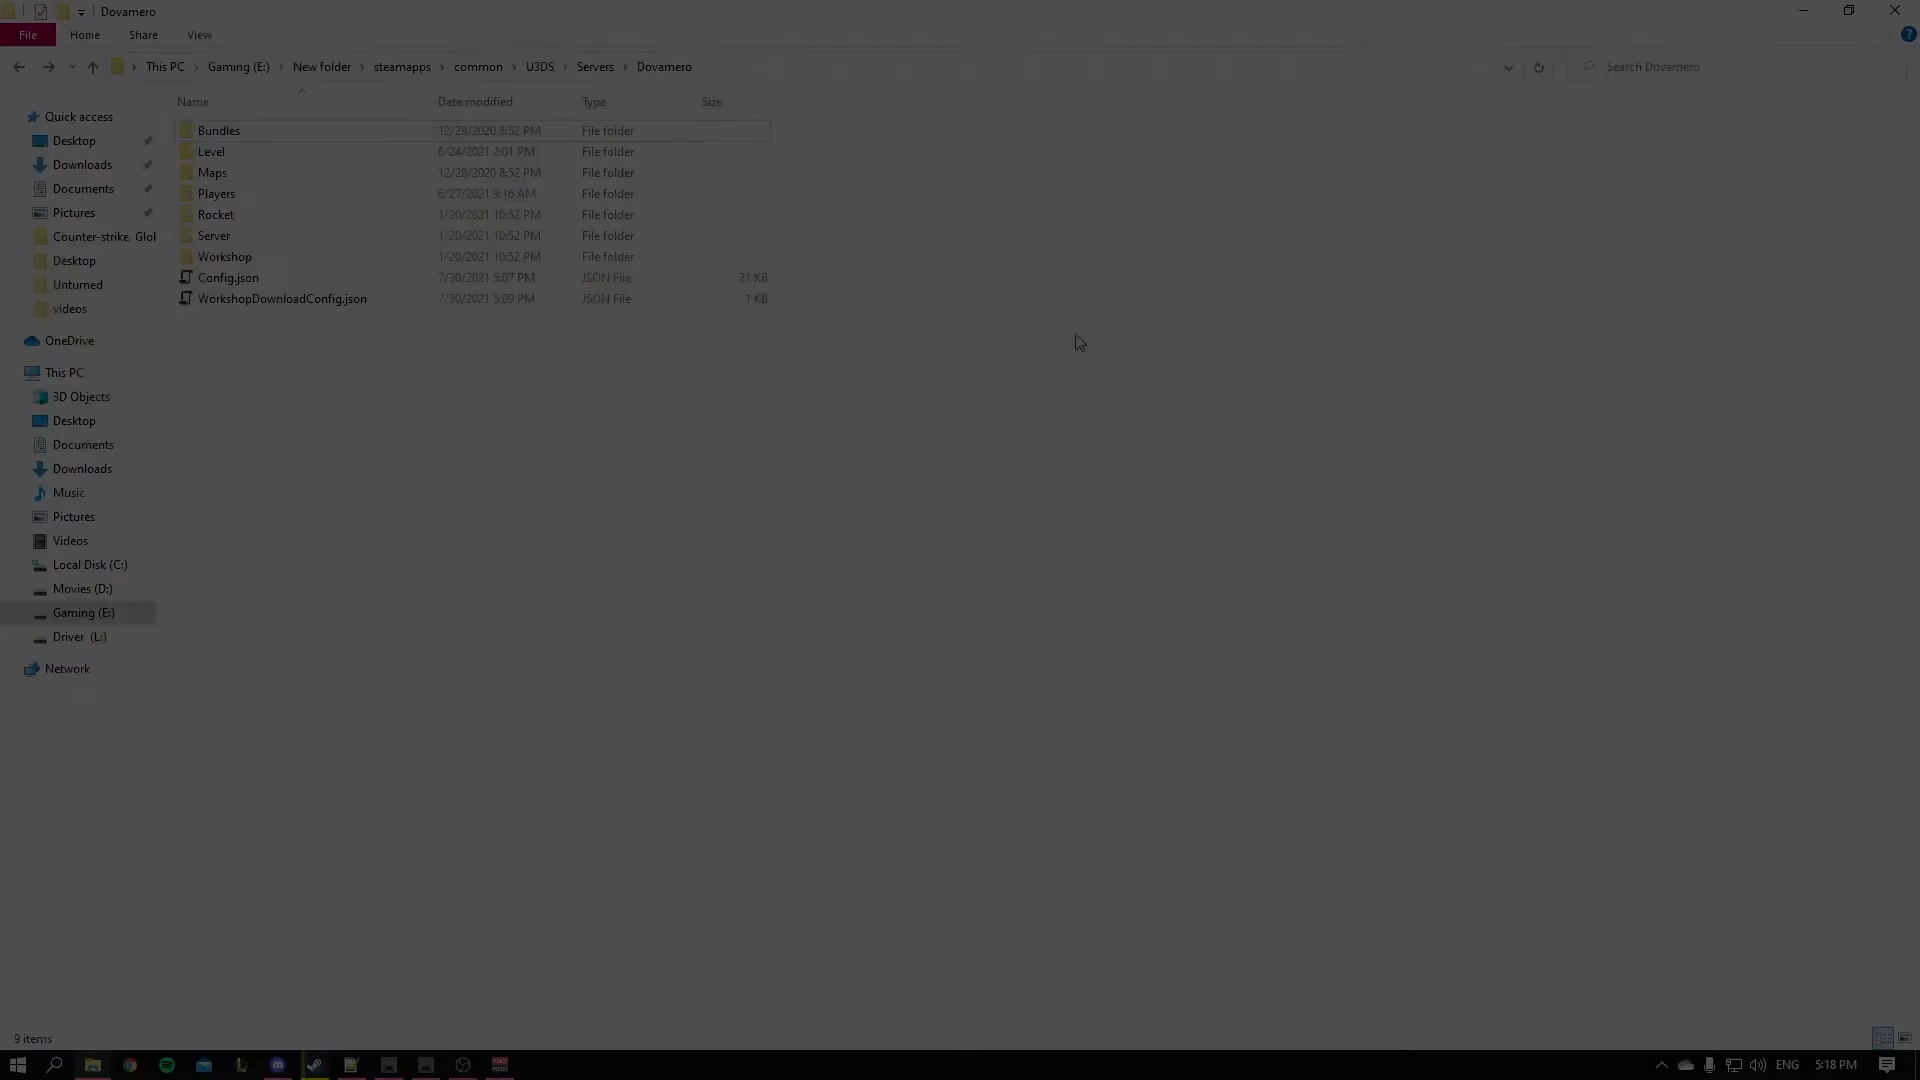 Dovamero
File Home Share View
This PC Gaming (E:) New folder steamapps common U3DS Servers Dovamero
Search Dovamero
Name Date modified Type Size
Bundles 12/28/2020 8:52 PM File folder
Level 6/24/2021 2:01 PM File folder
Maps 12/28/2020 8:52 PM File folder
Players 6/27/2021 9:16 AM File folder
Rocket 1/20/2021 10:52 PM File folder
Server 1/20/2021 10:52 PM File folder
Workshop 1/20/2021 10:52 PM File folder
Config.json 7/30/2021 5:07 PM JSON File 21 KB
WorkshopDownloadConfig.json 7/30/2021 5:09 PM JSON File 1 KB
Quick access
Desktop
Downloads
Documents
Pictures
Counter-strike Glol
Desktop
Unturned
videos
OneDrive
This PC
3D Objects
Desktop
Documents
Downloads
Music
Pictures
Videos
Local Disk (C:)
Movies (D:)
Gaming (E:)
Driver (L:)
Network
9 items
ENG 5:18 PM